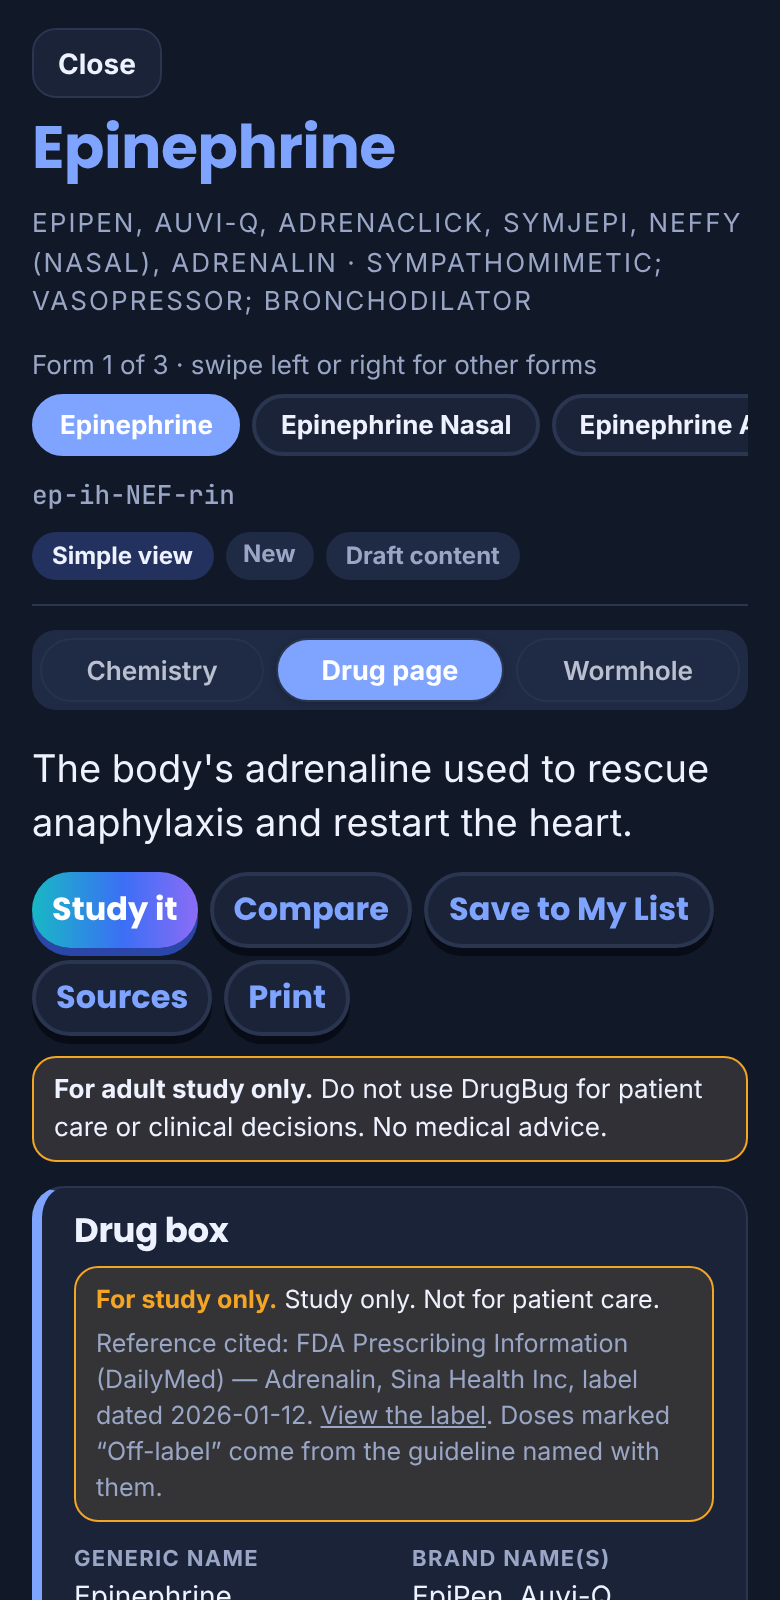 Close
Epinephrine
EPIPEN, AUVI-Q, ADRENACLICK, SYMJEPI, NEFFY
(NASAL), ADRENALIN · SYMPATHOMIMETIC;
VASOPRESSOR; BRONCHODILATOR
Form 1 of 3 · swipe left or right for other forms
Epinephrine Epinephrine Nasal Epinephrine
ep-ih-NEF-rin
Simple view New Draft content
Chemistry Drug page Wormhole
The body's adrenaline used to rescue
anaphylaxis and restart the heart.
Study it Compare Save to My List
Sources Print
For adult study only. Do not use DrugBug for patient
care or clinical decisions. No medical advice.
Drug box
For study only. Study only. Not for patient care.
Reference cited: FDA Prescribing Information
(DailyMed) — Adrenalin, Sina Health Inc, label
dated 2026-01-12. View the label. Doses marked
“Off-label” come from the guideline named with
them.
GENERIC NAME BRAND NAME(S)
Epinephrine EpiPen, Auvi-Q